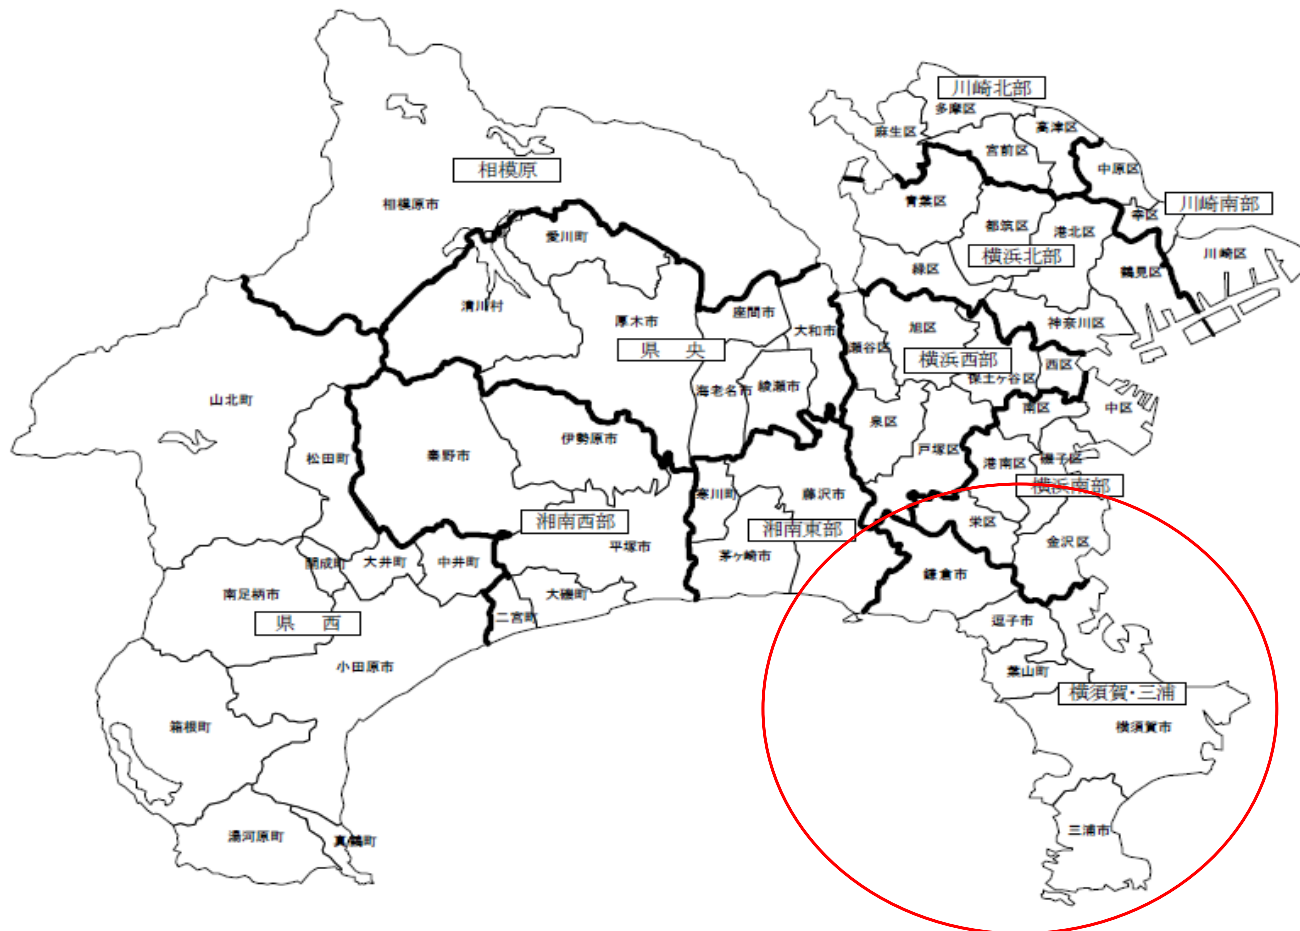 川崎北部
多摩区
麻生区
高津区
宮前区
中原区
相模原
相模原市
青葉区
川崎南部
幸区
都筑区
港北区
横浜北部
川崎区
愛川町
緑区
鶴見区
清川村
座間市
厚木市
大和市
旭区
神奈川区
瀬谷区
県 央
横浜西部
西区
保土ヶ谷区
海老名市
綾瀬市
山北町
南区
中区
泉区
伊勢原市
戸塚区
秦野市
松田町
港南区
磯子区
横浜南部
寒川町
藤沢市
湘南西部
湘南東部
栄区
平塚市
茅ヶ崎市
金沢区
開成町
大井町
中井町
鎌倉市
南足柄市
大磯町
二宮町
県 西
逗子市
小田原市
葉山町
横須賀・三浦
箱根町
横須賀市
湯河原町
真鶴町
三浦市